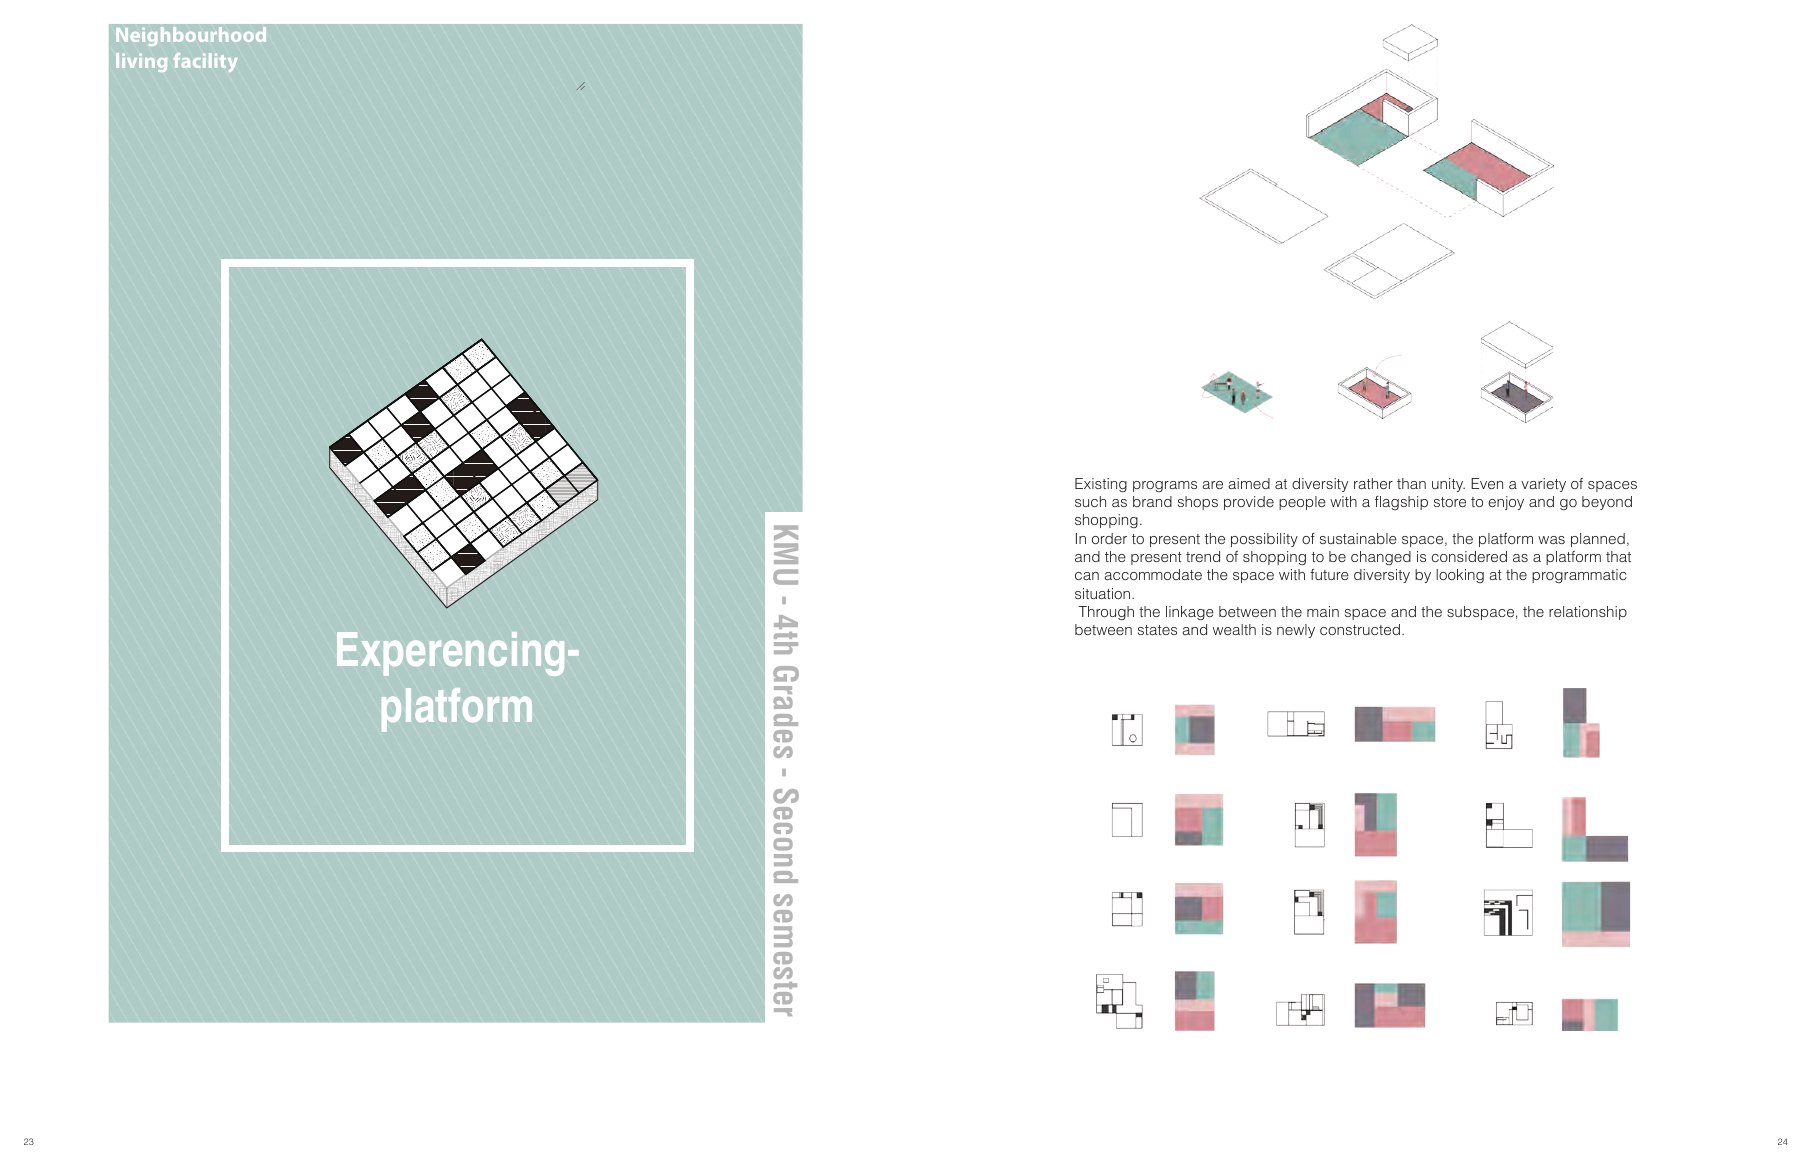 Neighbourhood
living facility
Experencing-
platform
KMU - 4th Grades - Second semester
23
Existing programs are aimed at diversity rather than unity. Even a variety of spaces
such as brand shops provide people with a flagship store to enjoy and go beyond
shopping.
In order to present the possibility of sustainable space, the platform was planned,
and the present trend of shopping to be changed is considered as a platform that
can accommodate the space with future diversity by looking at the programmatic
situation.
Through the linkage between the main space and the subspace, the relationship
between states and wealth is newly constructed.
24